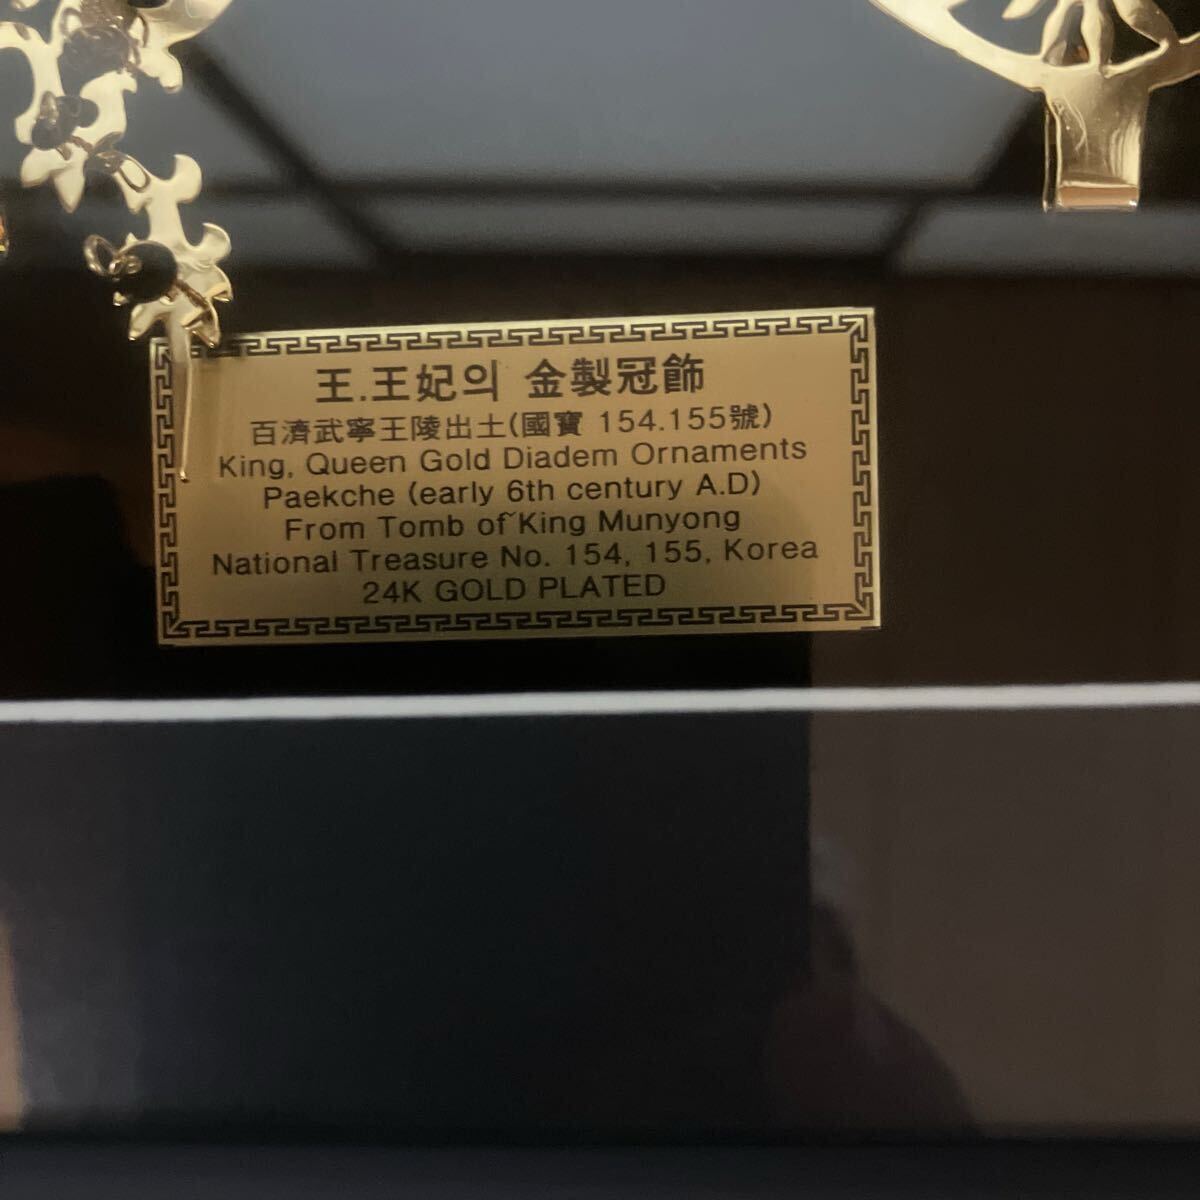 王.王妃의 金製冠飾
百濟武寧王陵出土(國寶 154.155號)
King, Queen Gold Diadem Ornaments
Paekche (early 6th century A.D)
From Tomb of King Munyong
National Treasure No. 154, 155, Korea
24K GOLD PLATED